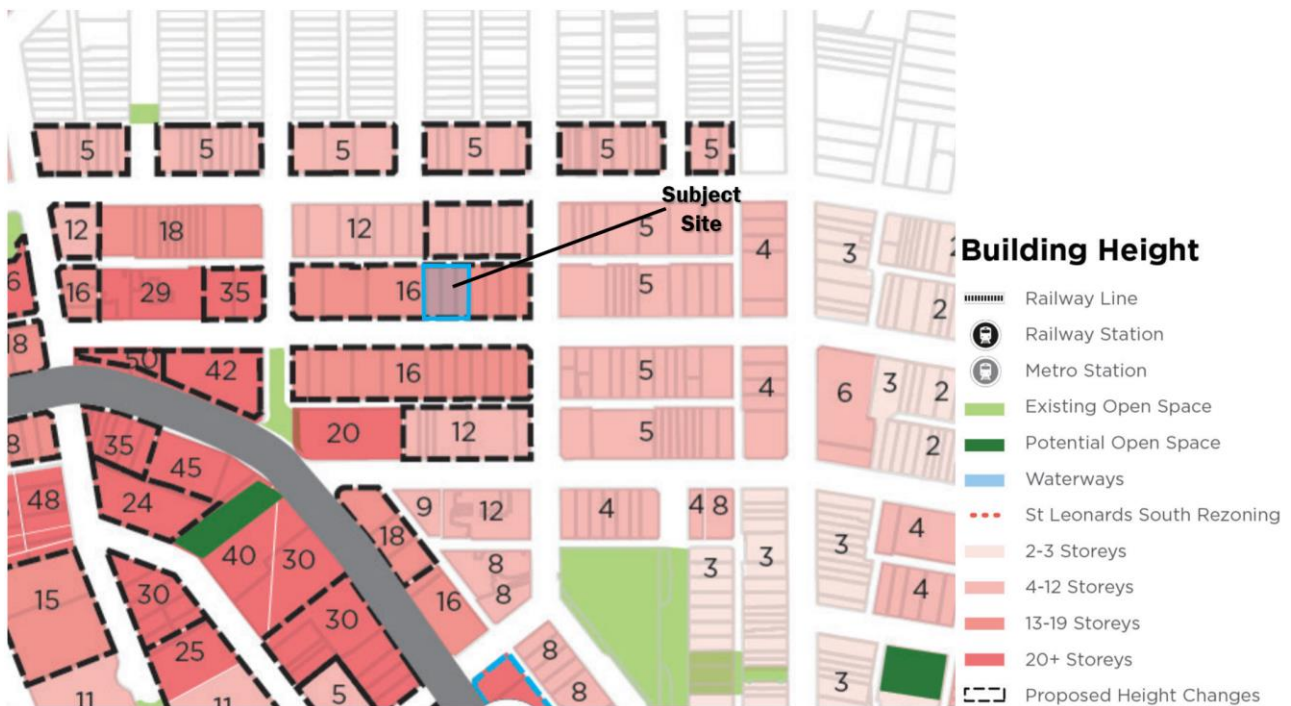 5 5 5 5 5 5
Subject
Site
12 18 12 5 4 3
16 29 35 16 5 2
18
50 42 16 5 4 6 3 2
20 12 5 2
35 45
48 24 9 12 4 4 8 4
18 3 3 3
40 30 8 4
15 30 30 16 8
25 8 3
11 11 5 8
Building Height
Railway Line
Railway Station
Metro Station
Existing Open Space
Potential Open Space
Waterways
St Leonards South Rezoning
2-3 Storeys
4-12 Storeys
13-19 Storeys
20+ Storeys
Proposed Height Changes